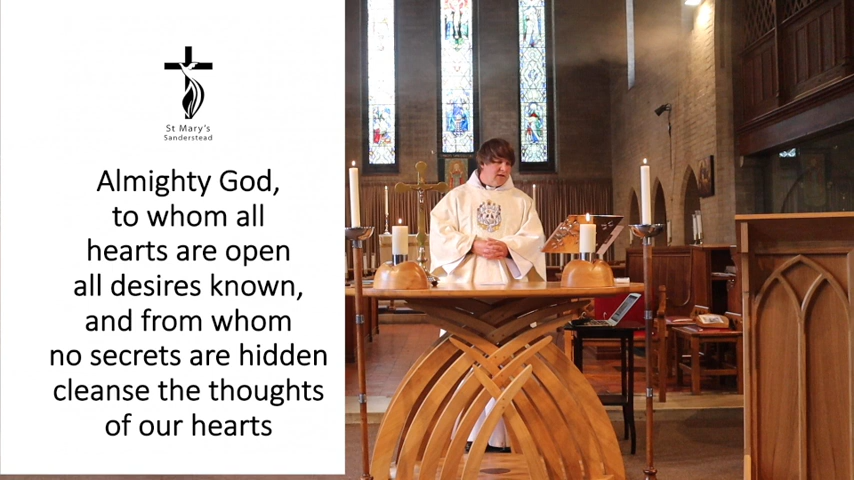 St Mary's
Sanderstead
Almighty God,
to whom all
hearts are open
all desires known,
and from whom
no secrets are hidden
cleanse the thoughts
of our hearts